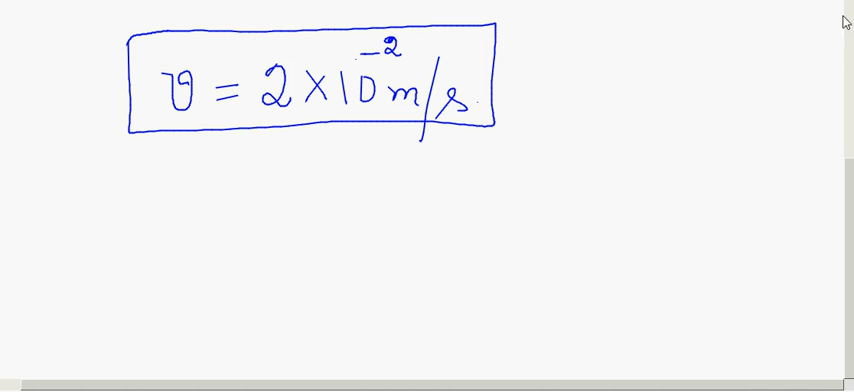 v = 2 × 10⁻² m/s